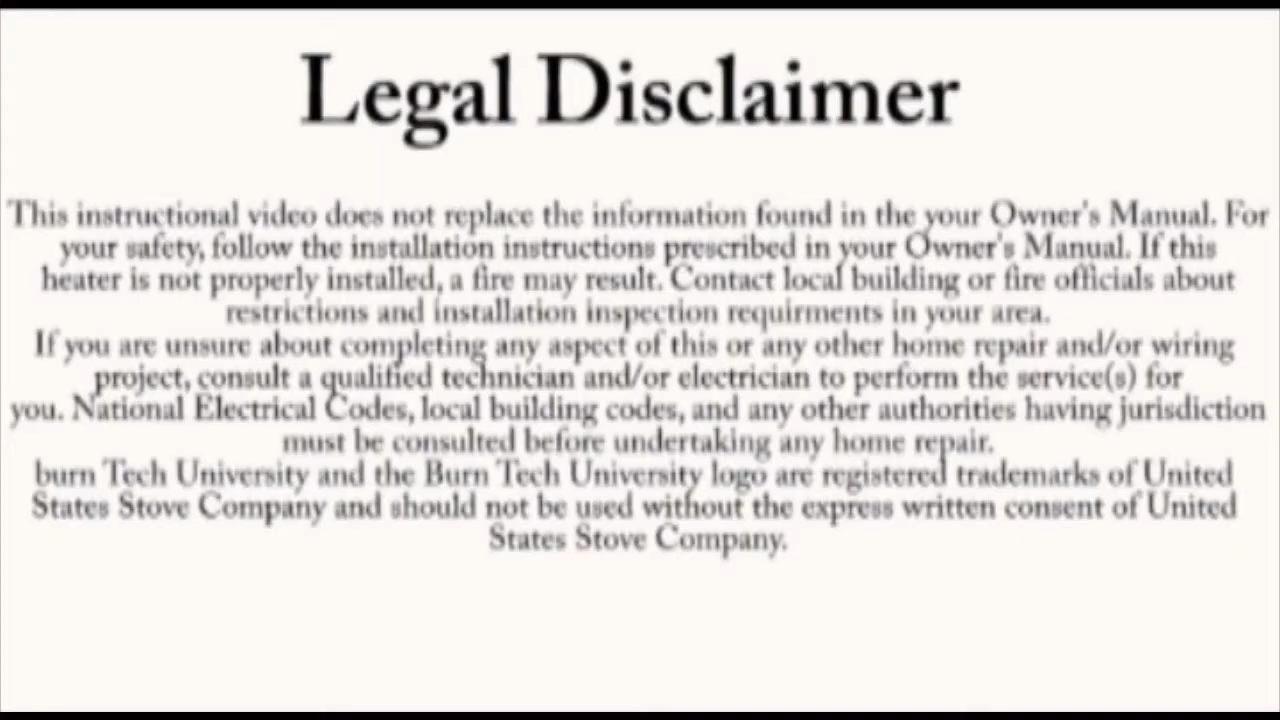 Legal Disclaimer
This instructional video does not replace the information found in the your Owner's Manual. For
your safety, follow the installation instructions prescribed in your Owner's Manual. If this
heater is not properly installed, a fire may result. Contact local building or fire officials about
restrictions and installation inspection requirments in your area.
If you are unsure about completing any aspect of this or any other home repair and/or wiring
project, consult a qualified technician and/or electrician to perform the service(s) for
you. National Electrical Codes, local building codes, and any other authorities having jurisdiction
must be consulted before undertaking any home repair.
burn Tech University and the Burn Tech University logo are registered trademarks of United
States Stove Company and should not be used without the express written consent of United
States Stove Company.